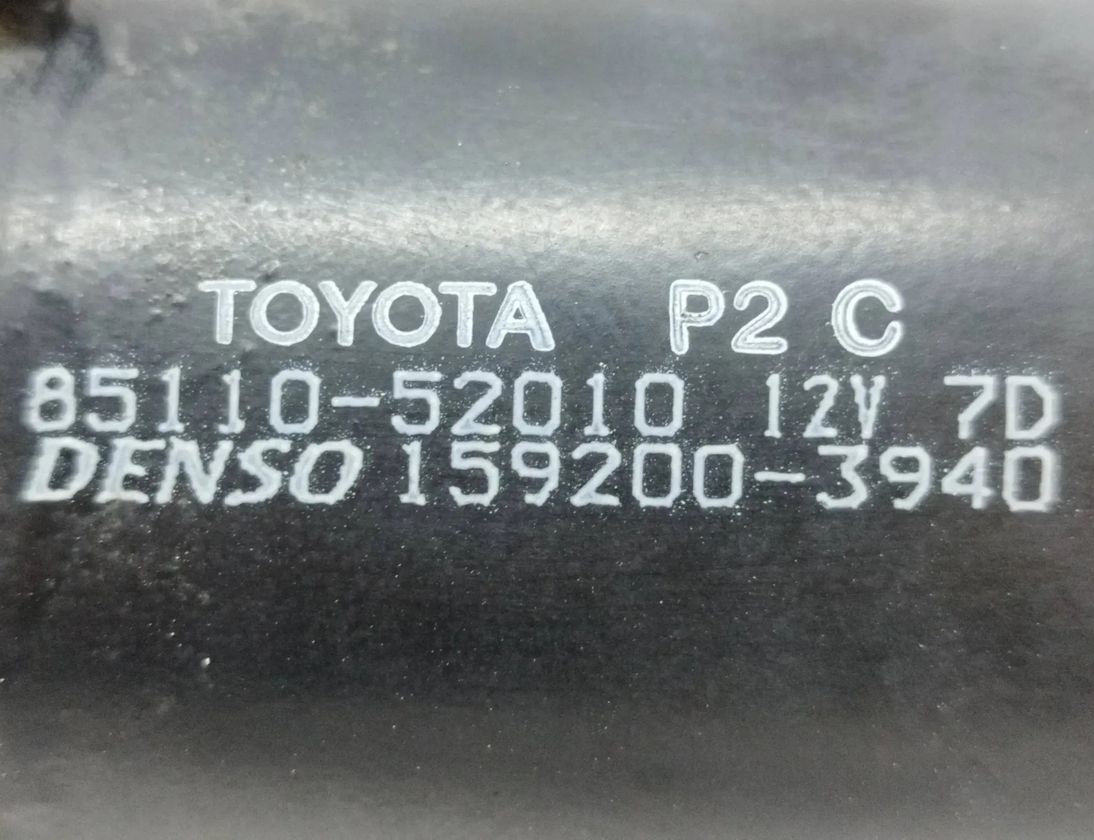 TOYOTA P2 C
85110-52010 12V 7D
DENSO 159200-3940